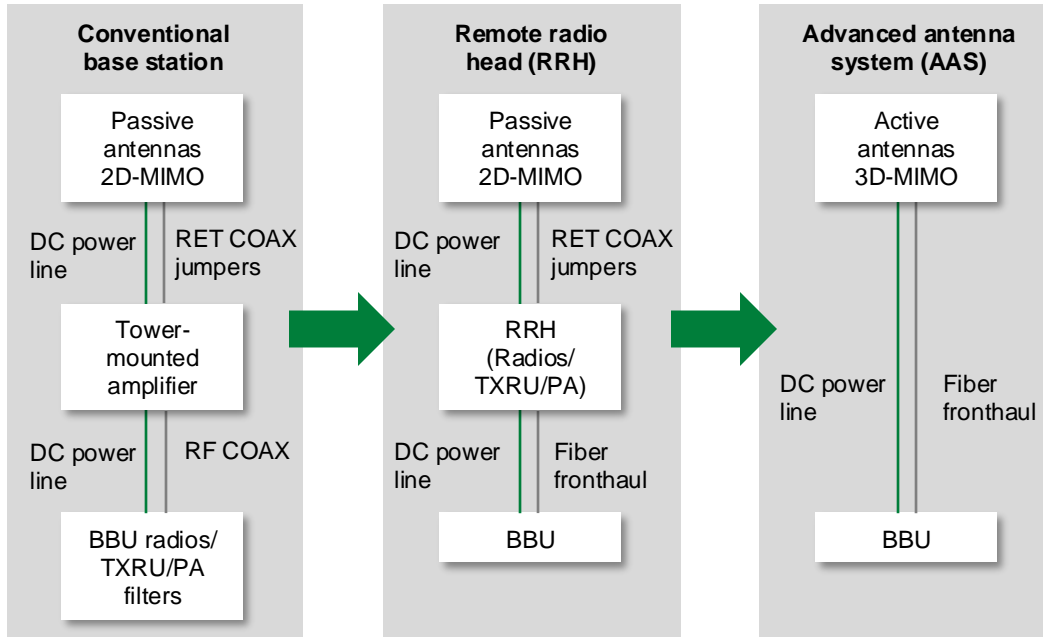 Conventional
base station
Passive
antennas
2D-MIMO
DC power
line
RET COAX
jumpers
Tower-
mounted
amplifier
DC power
line
RF COAX
BBU radios/
TXRU/PA
filters
Remote radio
head (RRH)
Passive
antennas
2D-MIMO
DC power
line
RET COAX
jumpers
RRH
(Radios/
TXRU/PA)
DC power
line
Fiber
fronthaul
BBU
Advanced antenna
system (AAS)
Active
antennas
3D-MIMO
DC power
line
Fiber
fronthaul
BBU